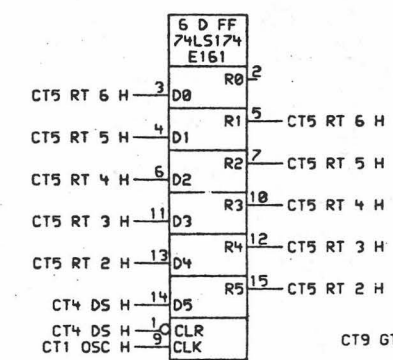 6 D FF
74LS174
E161
R0 2
CT5 RT 6 H 3 D0
R1 5 CT5 RT 6 H
CT5 RT 5 H 4 D1
R2 7 CT5 RT 5 H
CT5 RT 4 H 6 D2
R3 10 CT5 RT 4 H
CT5 RT 3 H 11 D3
R4 12 CT5 RT 3 H
CT5 RT 2 H 13 D4
R5 15 CT5 RT 2 H
CT4 DS H 14 D5
CT4 DS H 1 CLR
CT1 OSC H 9 CLK
CT9 GT